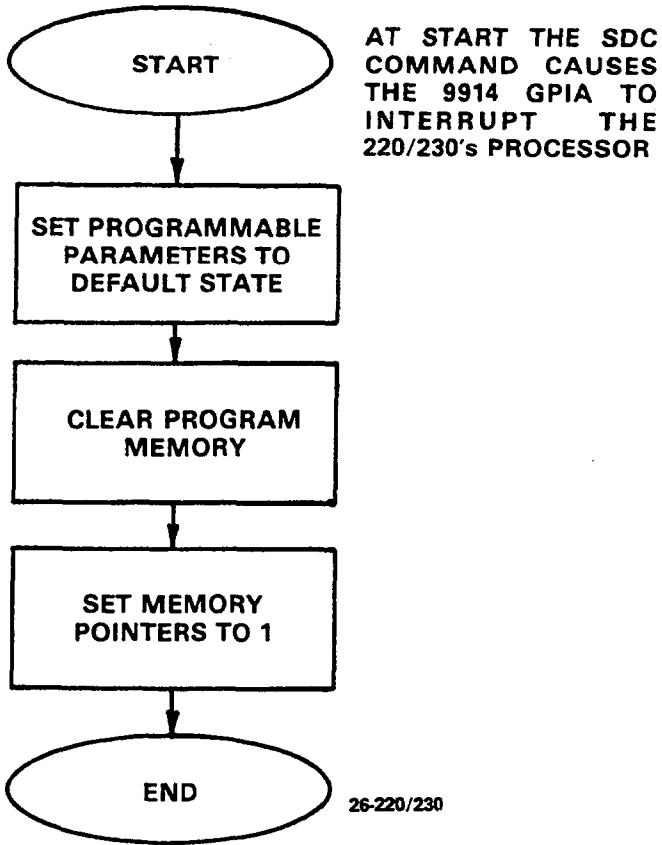 START
AT START THE SDC
COMMAND CAUSES
THE 9914 GPIA TO
INTERRUPT THE
220/230's PROCESSOR
SET PROGRAMMABLE
PARAMETERS TO
DEFAULT STATE
CLEAR PROGRAM
MEMORY
SET MEMORY
POINTERS TO 1
END
26-220/230